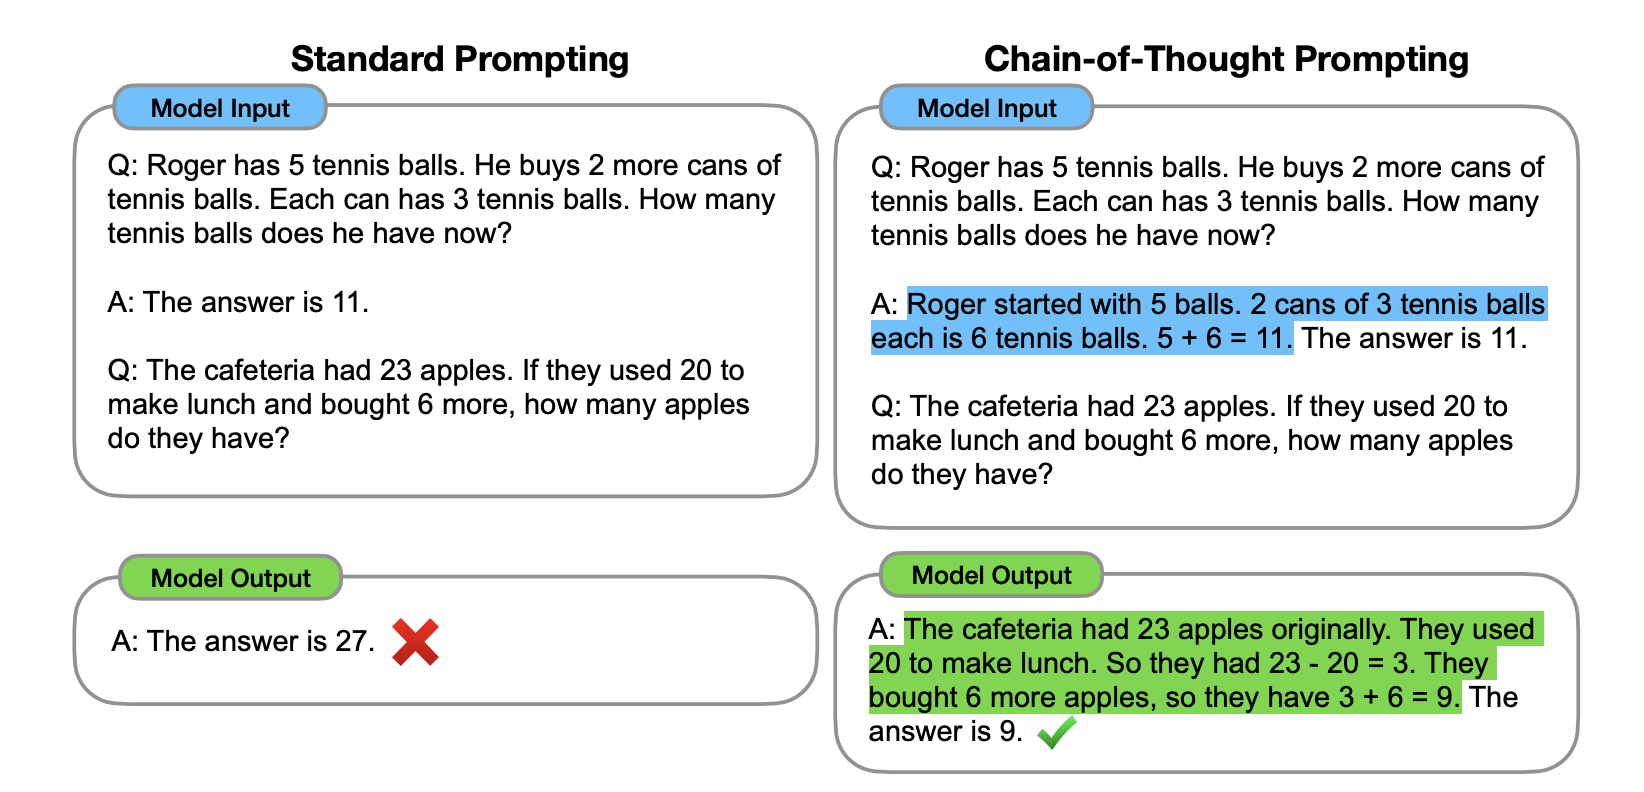 Standard Prompting
Model Input
Q: Roger has 5 tennis balls. He buys 2 more cans of
tennis balls. Each can has 3 tennis balls. How many
tennis balls does he have now?
A: The answer is 11.
Q: The cafeteria had 23 apples. If they used 20 to
make lunch and bought 6 more, how many apples
do they have?
Model Output
A: The answer is 27.
Chain-of-Thought Prompting
Model Input
Q: Roger has 5 tennis balls. He buys 2 more cans of
tennis balls. Each can has 3 tennis balls. How many
tennis balls does he have now?
A: Roger started with 5 balls. 2 cans of 3 tennis balls
each is 6 tennis balls. 5 + 6 = 11. The answer is 11.
Q: The cafeteria had 23 apples. If they used 20 to
make lunch and bought 6 more, how many apples
do they have?
Model Output
A: The cafeteria had 23 apples originally. They used
20 to make lunch. So they had 23 - 20 = 3. They
bought 6 more apples, so they have 3 + 6 = 9. The
answer is 9.